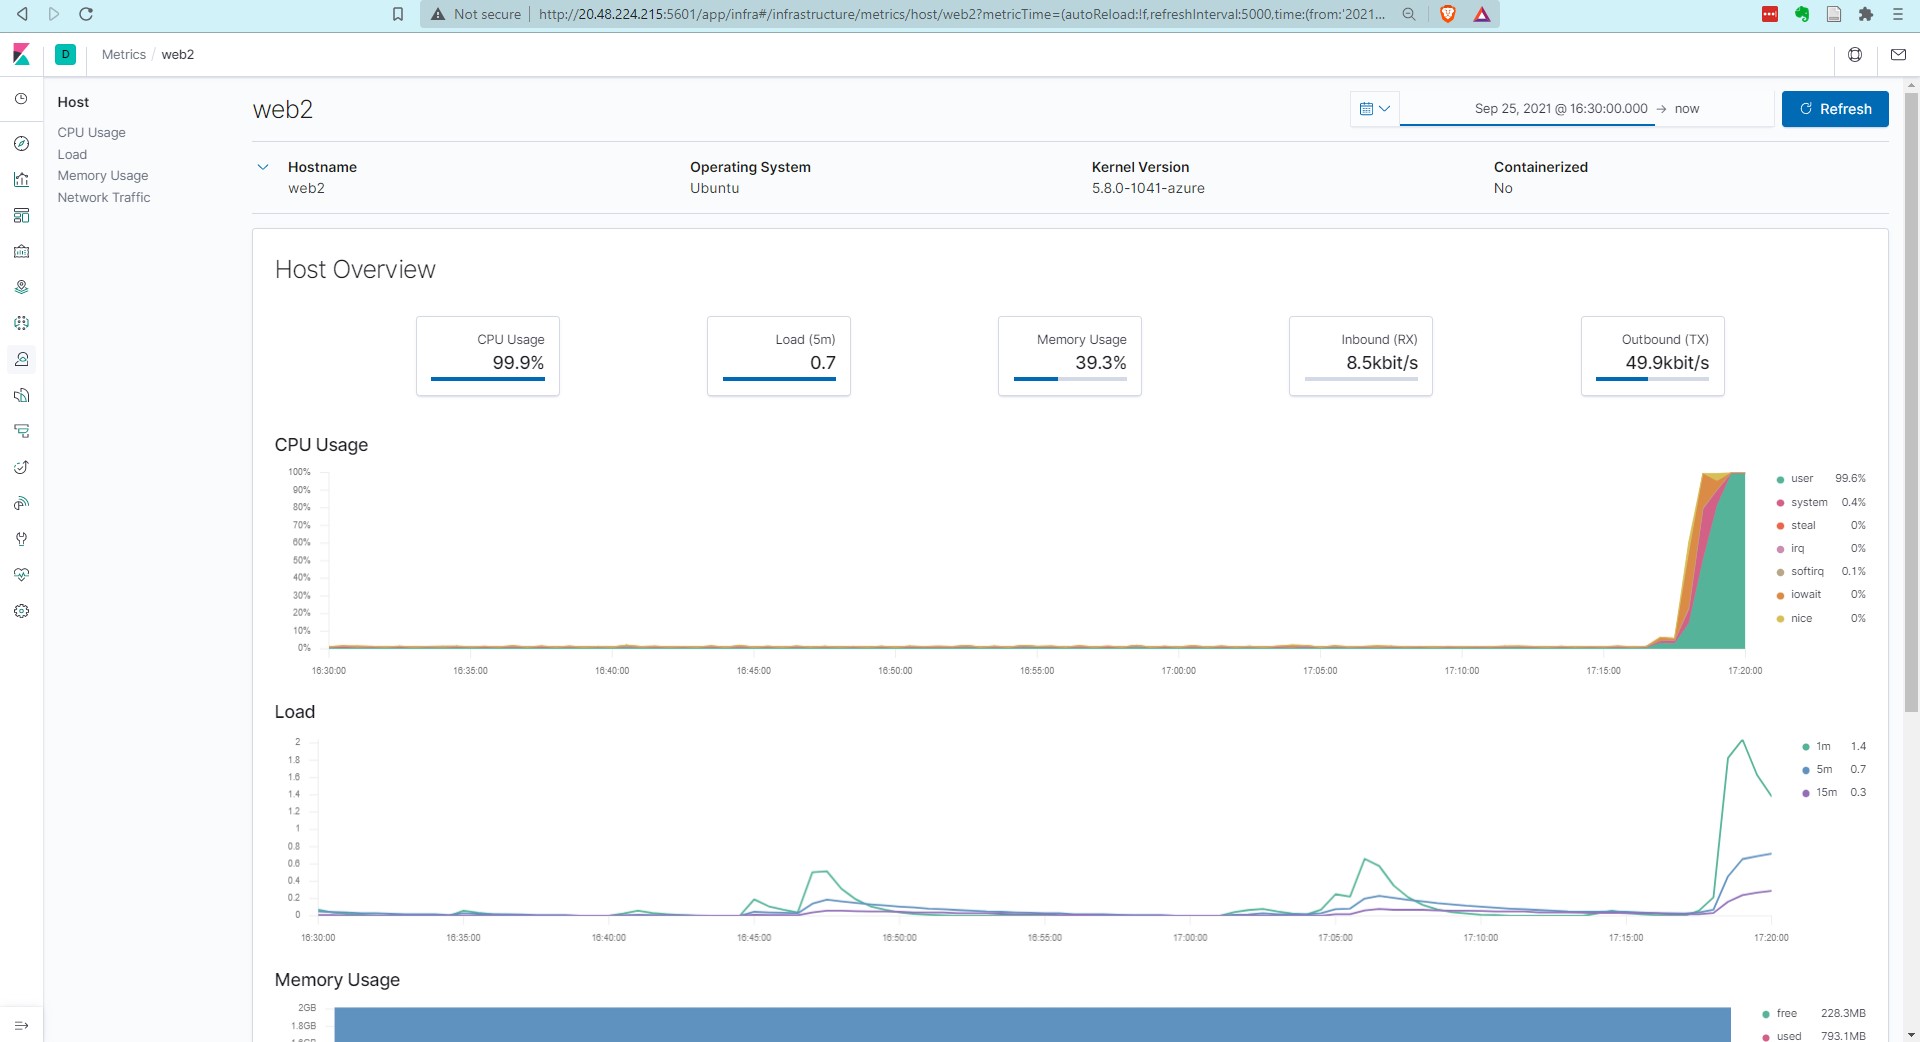 Not secure
http://20.48.224.215:5601/app/infra#/infrastructure/metrics/host/web2?metricTime=(autoReload:!f,refreshInterval:5000,time:(from:'2021...
D
Metrics / web2
Host
CPU Usage
Load
Memory Usage
Network Traffic
web2
Sep 25, 2021 @ 16:30:00.000 → now
Refresh
Hostname
web2
Operating System
Ubuntu
Kernel Version
5.8.0-1041-azure
Containerized
No
Host Overview
CPU Usage
99.9%
Load (5m)
0.7
Memory Usage
39.3%
Inbound (RX)
8.5kbit/s
Outbound (TX)
49.9kbit/s
CPU Usage
100%
90%
80%
70%
60%
50%
40%
30%
20%
10%
0%
16:30:00 16:35:00 16:40:00 16:45:00 16:50:00 16:55:00 17:00:00 17:05:00 17:10:00 17:15:00 17:20:00
user 99.6%
system 0.4%
steal 0%
irq 0%
softirq 0.1%
iowait 0%
nice 0%
Load
2
1.8
1.6
1.4
1.2
1
0.8
0.6
0.4
0.2
0
16:30:00 16:35:00 16:40:00 16:45:00 16:50:00 16:55:00 17:00:00 17:05:00 17:10:00 17:15:00 17:20:00
1m 1.4
5m 0.7
15m 0.3
Memory Usage
2GB
1.8GB
free 228.3MB
used 793.1MB